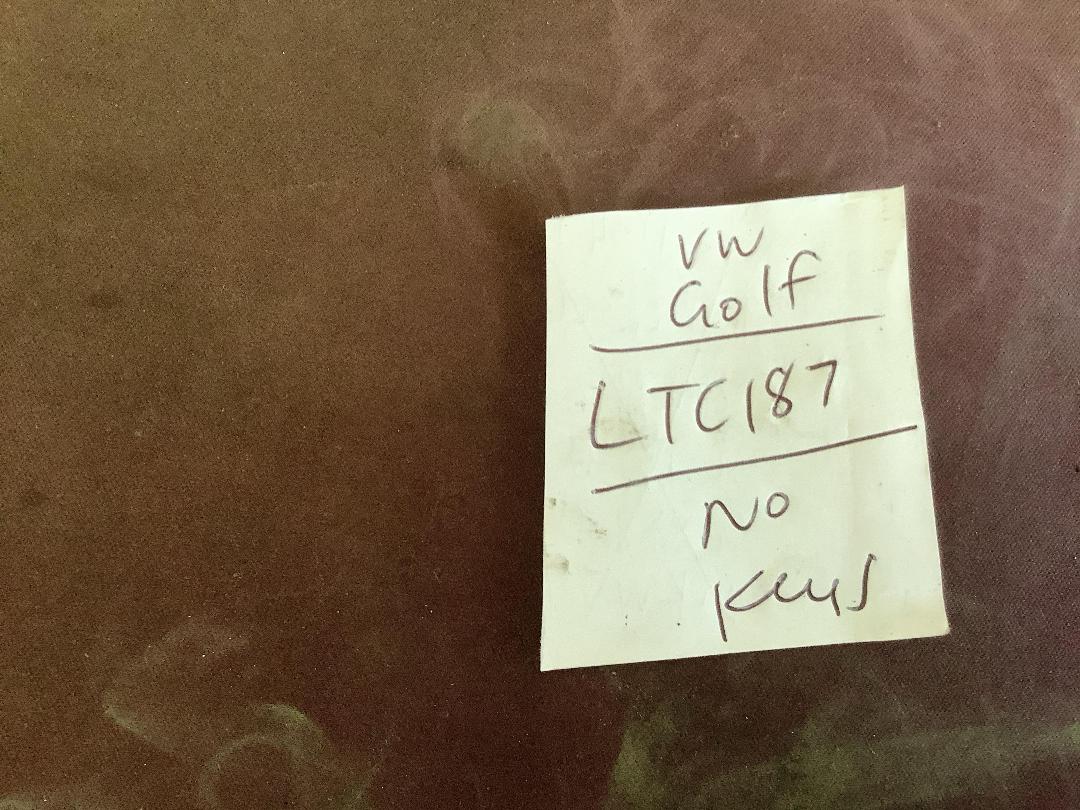 VW
Golf
LTC187
No
Keys